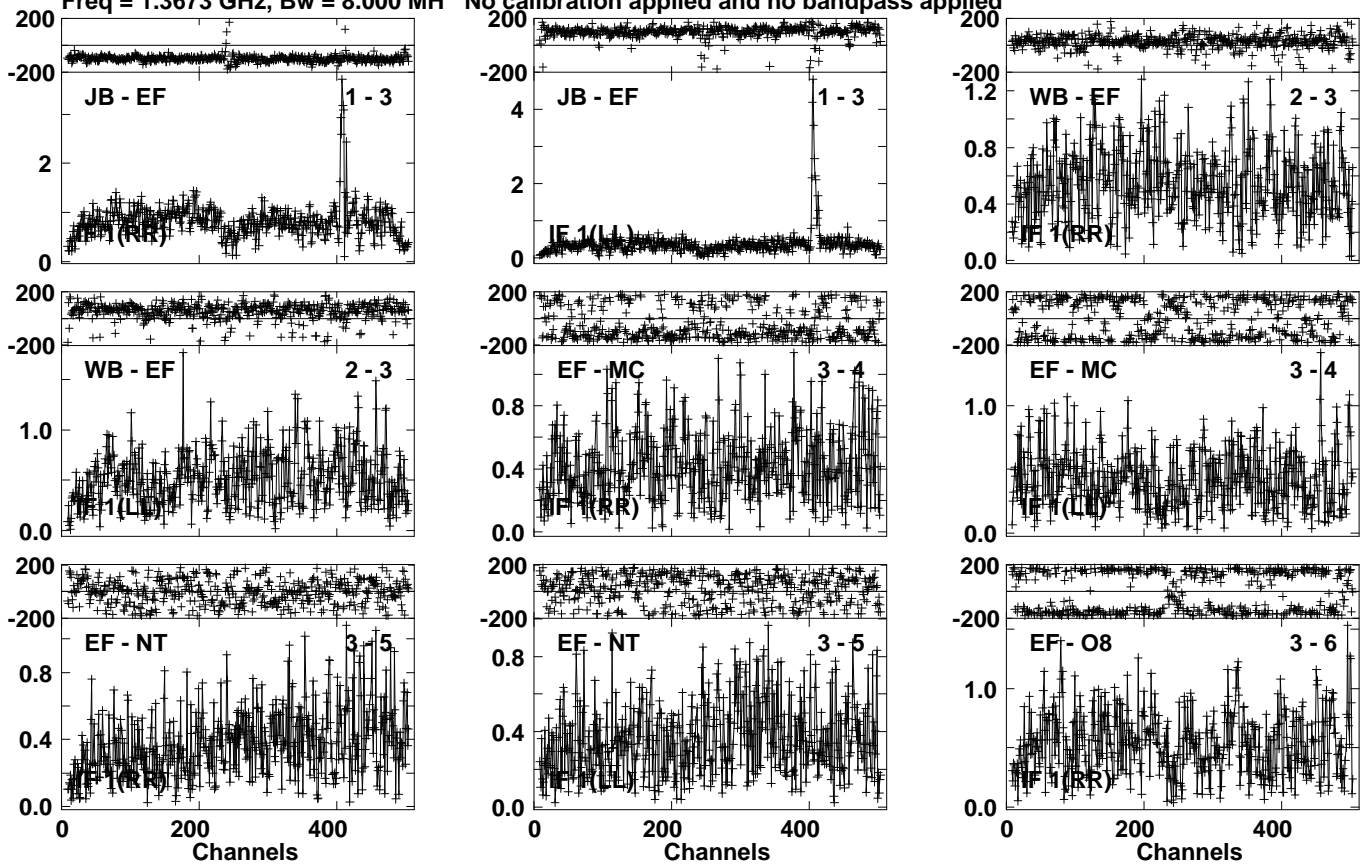 Freq = 1.3673 GHz, Bw = 8.000 MH No calibration applied and no bandpass applied
200
-200
JB - EF 1 - 3
2
0
IF 1(RR)
JB - EF 1 - 3
4
2
0
IF 1(LL)
200
-200
WB - EF 2 - 3
1.2
0.8
0.4
0.0
IF 1(RR)
200
-200
WB - EF 2 - 3
1.0
0.0
IF 1(LL)
200
-200
EF - MC 3 - 4
0.8
0.4
0.0
IF 1(RR)
200
-200
EF - MC 3 - 4
1.0
0.0
IF 1(LL)
200
-200
EF - NT 3 - 5
0.8
0.4
0.0
IF 1(RR)
0 200 400
Channels
200
-200
EF - NT 3 - 5
0.8
0.4
0.0
IF 1(LL)
0 200 400
Channels
200
-200
EF - O8 3 - 6
1.0
0.0
IF 1(RR)
0 200 400
Channels